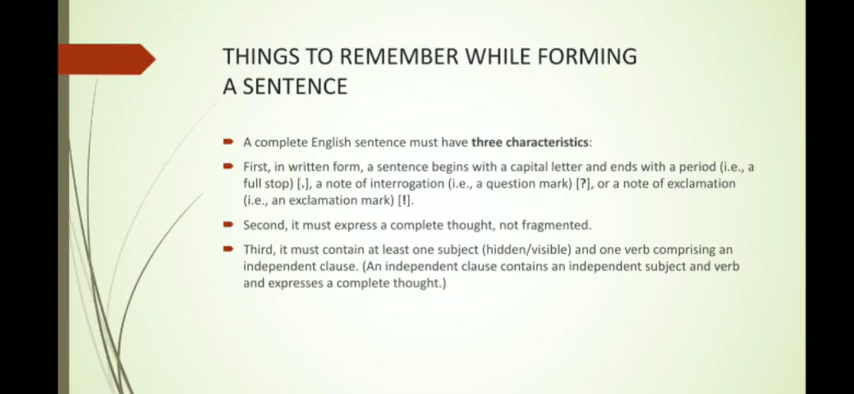 THINGS TO REMEMBER WHILE FORMING
A SENTENCE
A complete English sentence must have three characteristics:
First, in written form, a sentence begins with a capital letter and ends with a period (i.e., a
full stop) [.], a note of interrogation (i.e., a question mark) [?], or a note of exclamation
(i.e., an exclamation mark) [!].
Second, it must express a complete thought, not fragmented.
Third, it must contain at least one subject (hidden/visible) and one verb comprising an
independent clause. (An independent clause contains an independent subject and verb
and expresses a complete thought.)